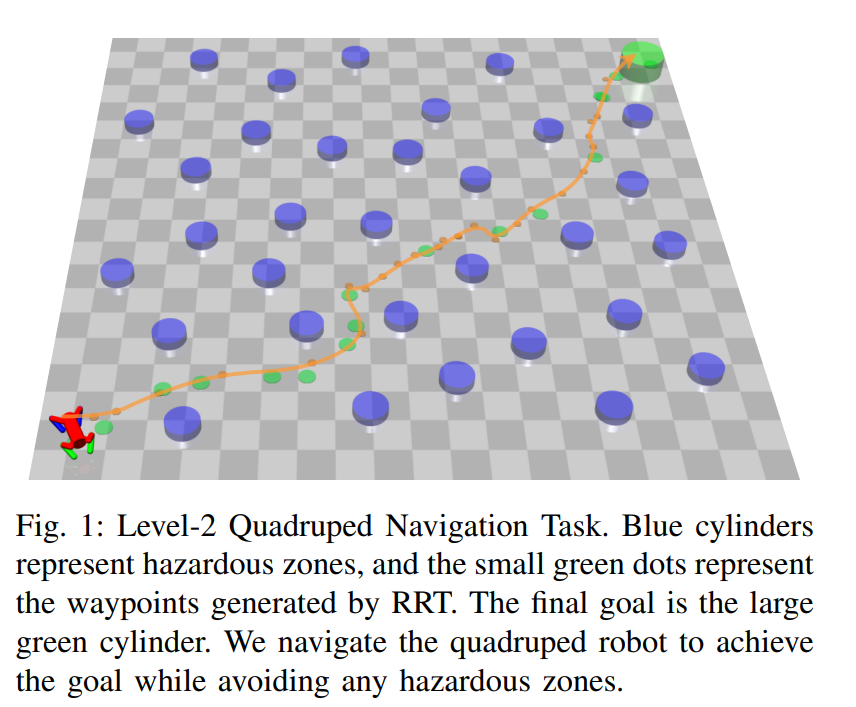 Fig. 1: Level-2 Quadruped Navigation Task. Blue cylinders
represent hazardous zones, and the small green dots represent
the waypoints generated by RRT. The final goal is the large
green cylinder. We navigate the quadruped robot to achieve
the goal while avoiding any hazardous zones.